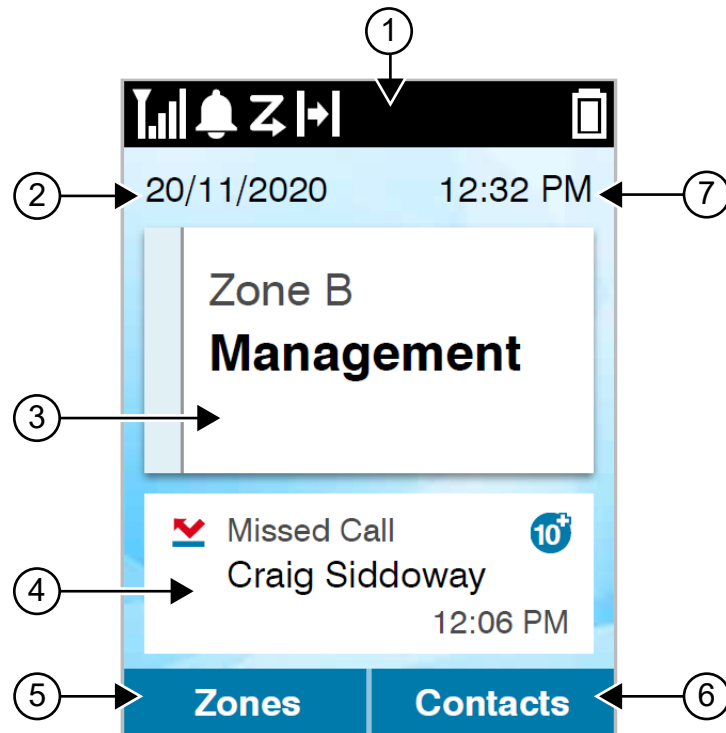 1
2
20/11/2020 12:32 PM
7
Zone B
Management
3
Missed Call
10+
Craig Siddoway
4
12:06 PM
5
Zones
Contacts
6